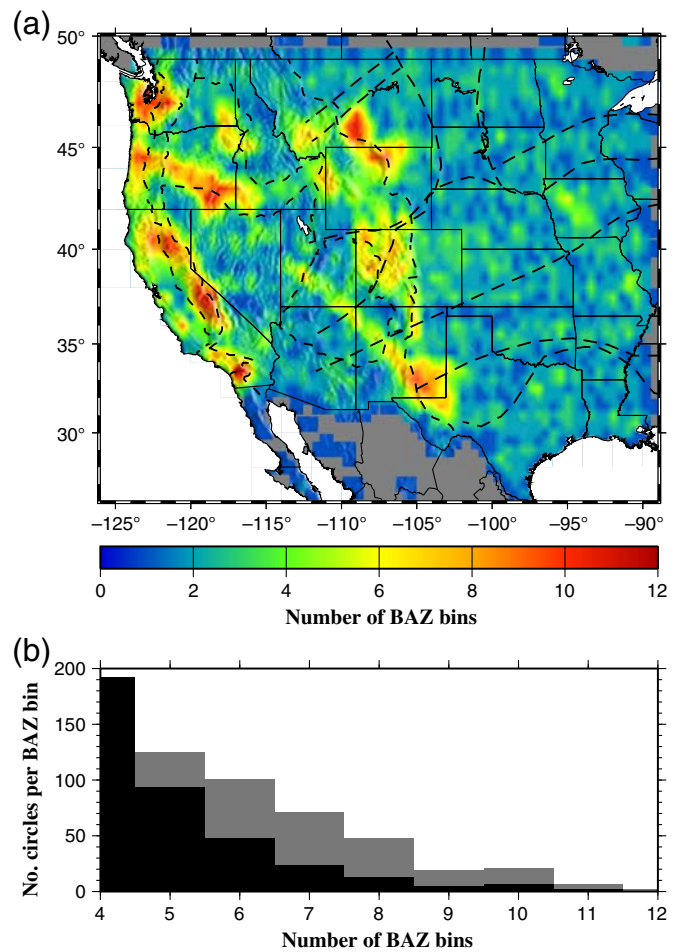 (a)
50°
45°
40°
35°
30°
−125° −120° −115° −110° −105° −100° −95° −90°
0 2 4 6 8 10 12
Number of BAZ bins
(b)
No. circles per BAZ bin
200
150
100
50
0
4 5 6 7 8 9 10 11 12
Number of BAZ bins